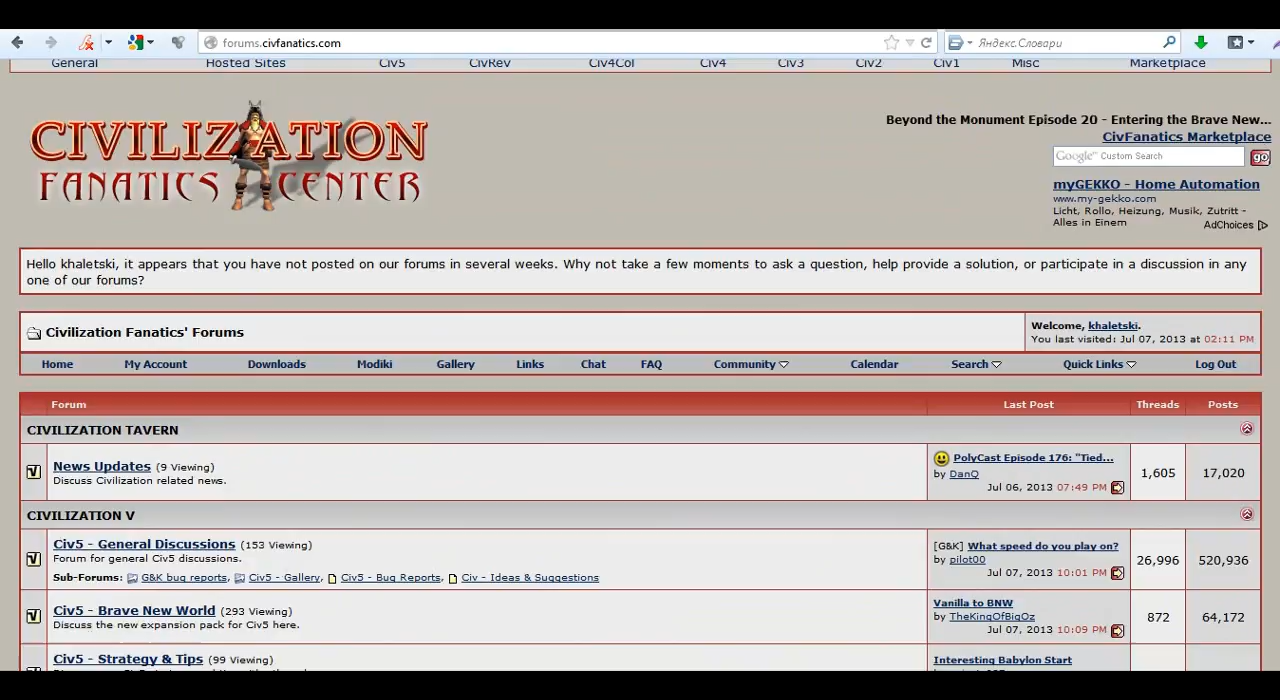 forums.civfanatics.com
Яндекс.Словари
General Hosted Sites Civ5 CivRev Civ4Col Civ4 Civ3 Civ2 Civ1 Misc Marketplace
CIVILIZATION
FANATICS CENTER
Beyond the Monument Episode 20 - Entering the Brave New...
CivFanatics Marketplace
Google™ Custom Search go
myGEKKO - Home Automation
www.my-gekko.com
Licht, Rollo, Heizung, Musik, Zutritt -
Alles in Einem
AdChoices
Hello khaletski, it appears that you have not posted on our forums in several weeks. Why not take a few moments to ask a question, help provide a solution, or participate in a discussion in any
one of our forums?
Civilization Fanatics' Forums
Welcome, khaletski.
You last visited: Jul 07, 2013 at 02:11 PM
Home My Account Downloads Modiki Gallery Links Chat FAQ Community Calendar Search Quick Links Log Out
Forum Last Post Threads Posts
CIVILIZATION TAVERN
News Updates (9 Viewing)
Discuss Civilization related news.
PolyCast Episode 176: "Tied...
by DanQ
Jul 06, 2013 07:49 PM
1,605 17,020
CIVILIZATION V
Civ5 - General Discussions (153 Viewing)
Forum for general Civ5 discussions.
Sub-Forums: G&K bug reports, Civ5 - Gallery, Civ5 - Bug Reports, Civ - Ideas & Suggestions
[G&K] What speed do you play on?
by pilot00
Jul 07, 2013 10:01 PM
26,996 520,936
Civ5 - Brave New World (293 Viewing)
Discuss the new expansion pack for Civ5 here.
Vanilla to BNW
by TheKingOfBigOz
Jul 07, 2013 10:09 PM
872 64,172
Civ5 - Strategy & Tips (99 Viewing)
Interesting Babylon Start